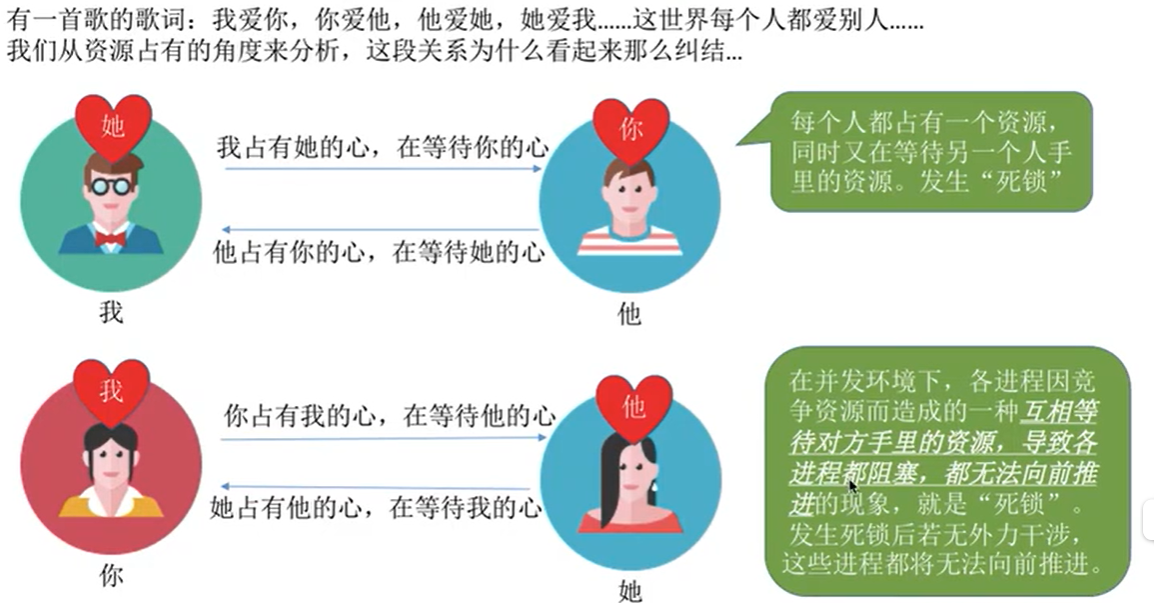 有一首歌的歌词：我爱你，你爱他，他爱她，她爱我……这世界每个人都爱别人……
我们从资源占有的角度来分析，这段关系为什么看起来那么纠结…
她
我占有她的心，在等待你的心
他占有你的心，在等待她的心
我
你
他
每个人都占有一个资源，
同时又在等待另一个人手
里的资源。发生“死锁”
我
你占有我的心，在等待他的心
她占有他的心，在等待我的心
你
他
她
在并发环境下，各进程因竞
争资源而造成的一种互相等
待对方手里的资源，导致各
进程都阻塞，都无法向前推
进的现象，就是“死锁”。
发生死锁后若无外力干涉，
这些进程都将无法向前推进。